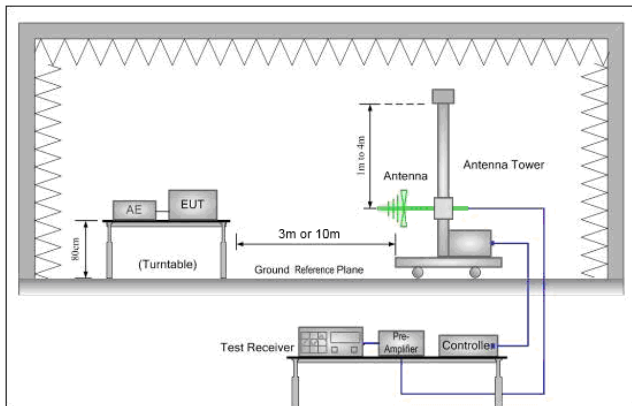 1m to 4m
Antenna
Antenna Tower
AE
EUT
80cm
3m or 10m
(Turntable)
Ground Reference Plane
Test Receiver
Pre-
Amplifier
Controlle